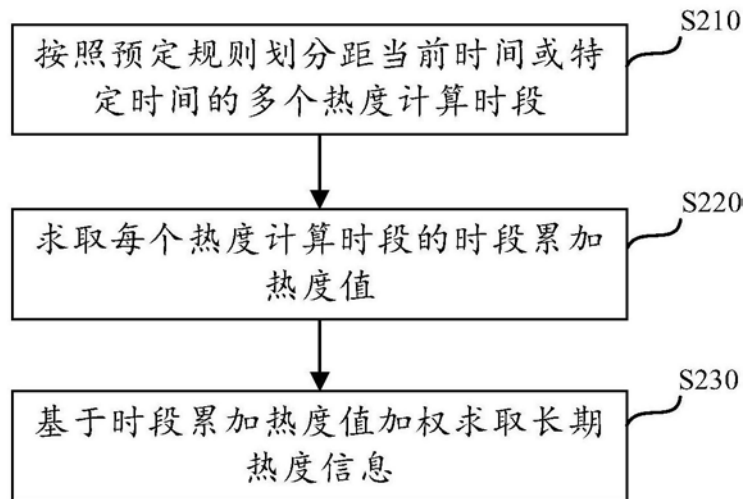 S210
按照预定规则划分距当前时间或特
定时间的多个热度计算时段
S220
求取每个热度计算时段的时段累加
热度值
S230
基于时段累加热度值加权求取长期
热度信息